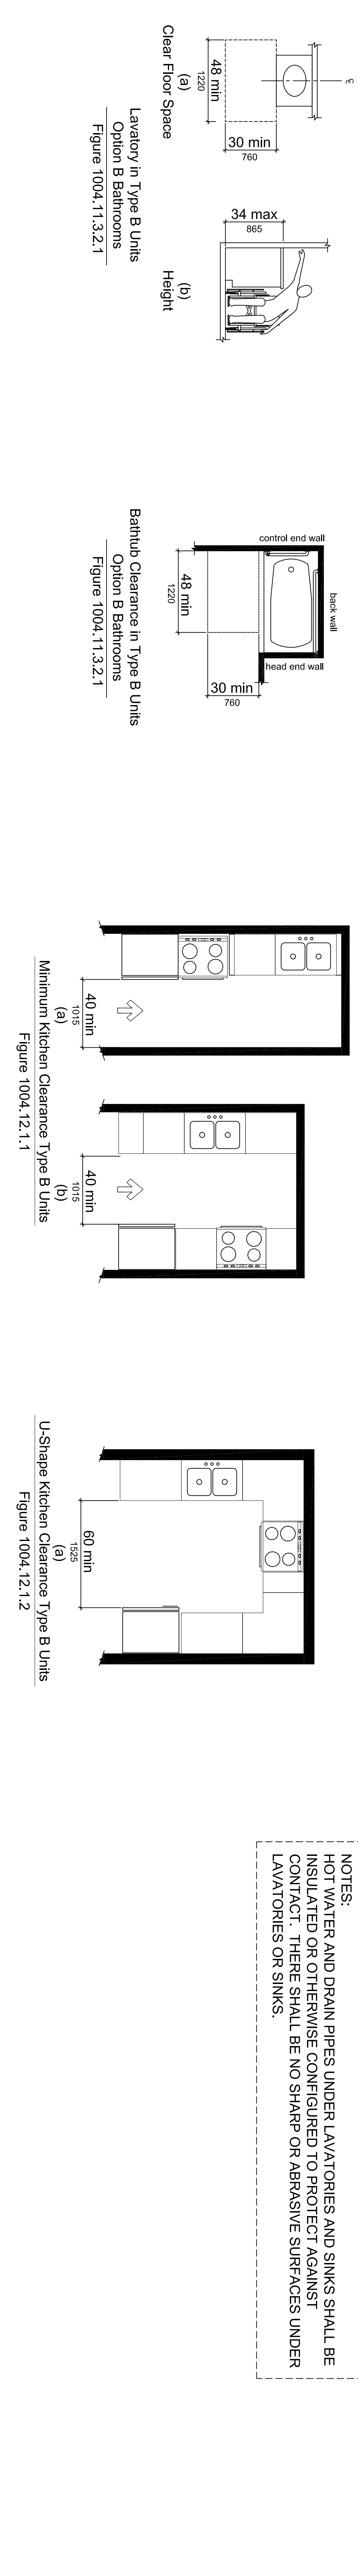 ℄
48 min
1220
30 min
760
(a)
Clear Floor Space
34 max
865
(b)
Height
Lavatory in Type B Units
Option B Bathrooms
Figure 1004.11.3.2.1
control end wall
back wall
head end wall
48 min
1220
30 min
760
Bathtub Clearance in Type B Units
Option B Bathrooms
Figure 1004.11.3.2.1
40 min
1015
(a)
40 min
1015
(b)
Minimum Kitchen Clearance Type B Units
Figure 1004.12.1.1
60 min
1525
(a)
U-Shape Kitchen Clearance Type B Units
Figure 1004.12.1.2
NOTES:
HOT WATER AND DRAIN PIPES UNDER LAVATORIES AND SINKS SHALL BE
INSULATED OR OTHERWISE CONFIGURED TO PROTECT AGAINST
CONTACT. THERE SHALL BE NO SHARP OR ABRASIVE SURFACES UNDER
LAVATORIES OR SINKS.